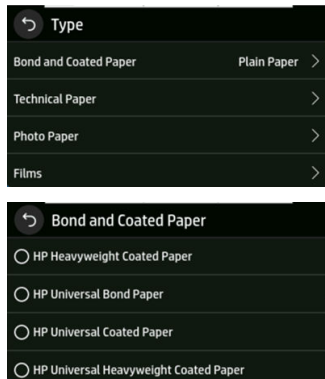 Type
Bond and Coated Paper Plain Paper
Technical Paper
Photo Paper
Films
Bond and Coated Paper
HP Heavyweight Coated Paper
HP Universal Bond Paper
HP Universal Coated Paper
HP Universal Heavyweight Coated Paper